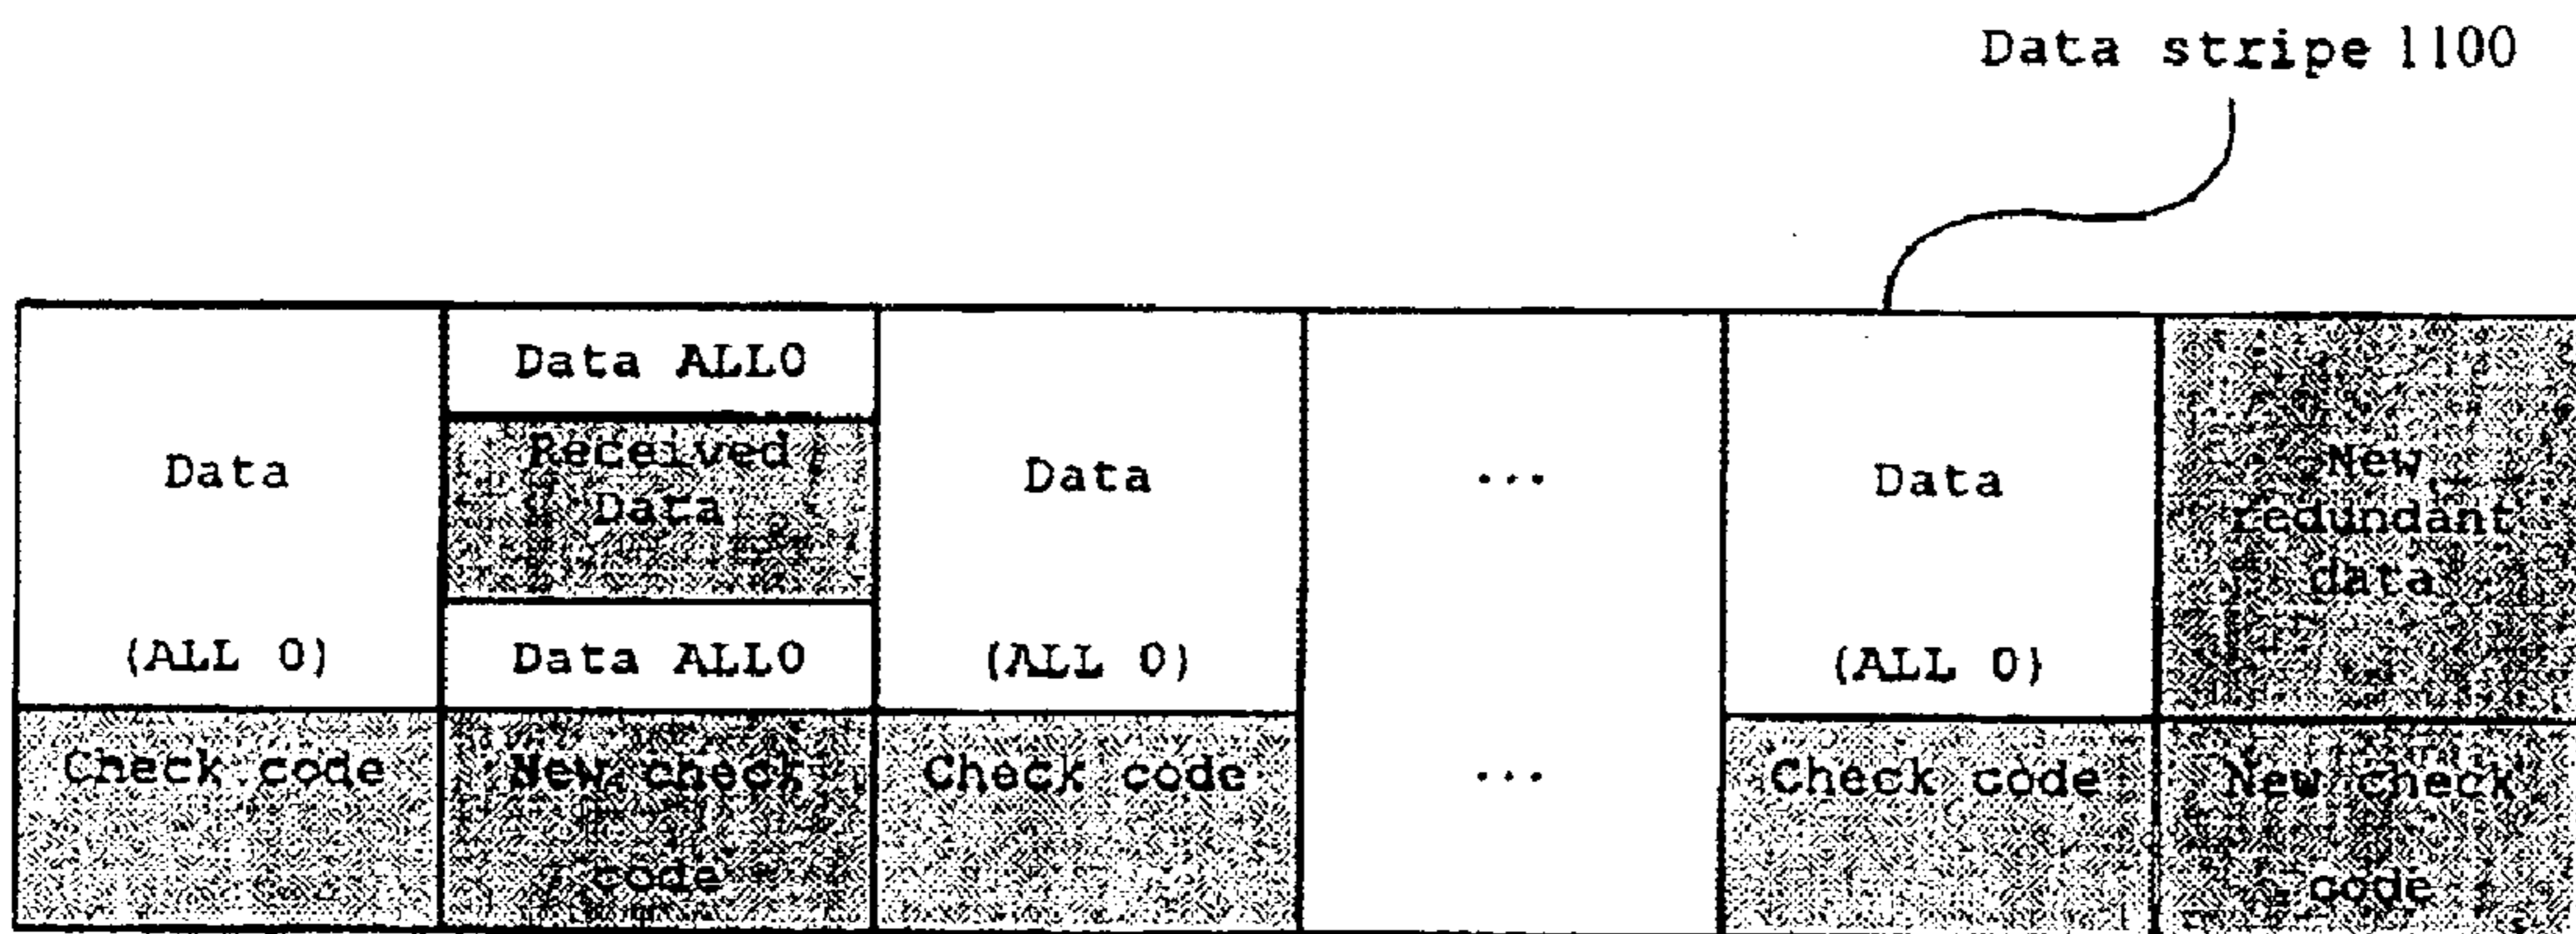 Data stripe 1100
Data ALL0
Received
Data
Data
Data
...
Data
New
redundant
data
(ALL 0)
Data ALL0
(ALL 0)
(ALL 0)
Check code
New check
code
Check code
...
Check code
New check
code